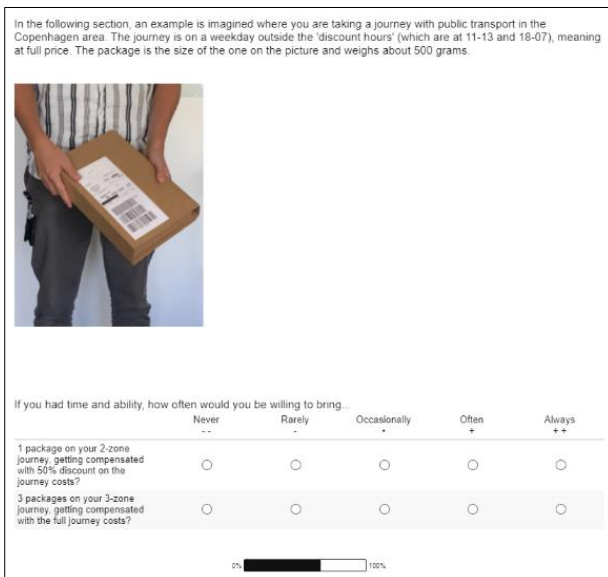 In the following section, an example is imagined where you are taking a journey with public transport in the
Copenhagen area. The journey is on a weekday outside the 'discount hours' (which are at 11-13 and 18-07), meaning
at full price. The package is the size of the one on the picture and weighs about 500 grams.
If you had time and ability, how often would you be willing to bring...
Never Rarely Occasionally Often Always
- - - • + + +
1 package on your 2-zone
journey, getting compensated
with 50% discount on the
journey costs?
3 packages on your 3-zone
journey, getting compensated
with the full journey costs?
0% 100%